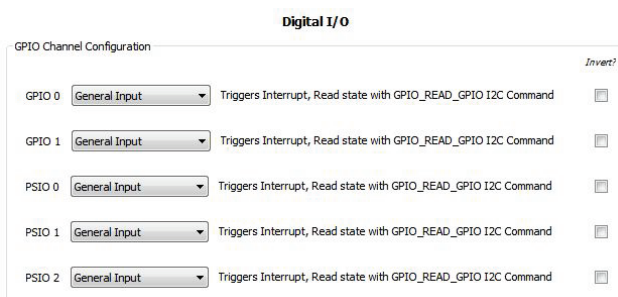 Digital I/O
GPIO Channel Configuration
Invert?
GPIO 0 General Input Triggers Interrupt, Read state with GPIO_READ_GPIO I2C Command
GPIO 1 General Input Triggers Interrupt, Read state with GPIO_READ_GPIO I2C Command
PSIO 0 General Input Triggers Interrupt, Read state with GPIO_READ_GPIO I2C Command
PSIO 1 General Input Triggers Interrupt, Read state with GPIO_READ_GPIO I2C Command
PSIO 2 General Input Triggers Interrupt, Read state with GPIO_READ_GPIO I2C Command